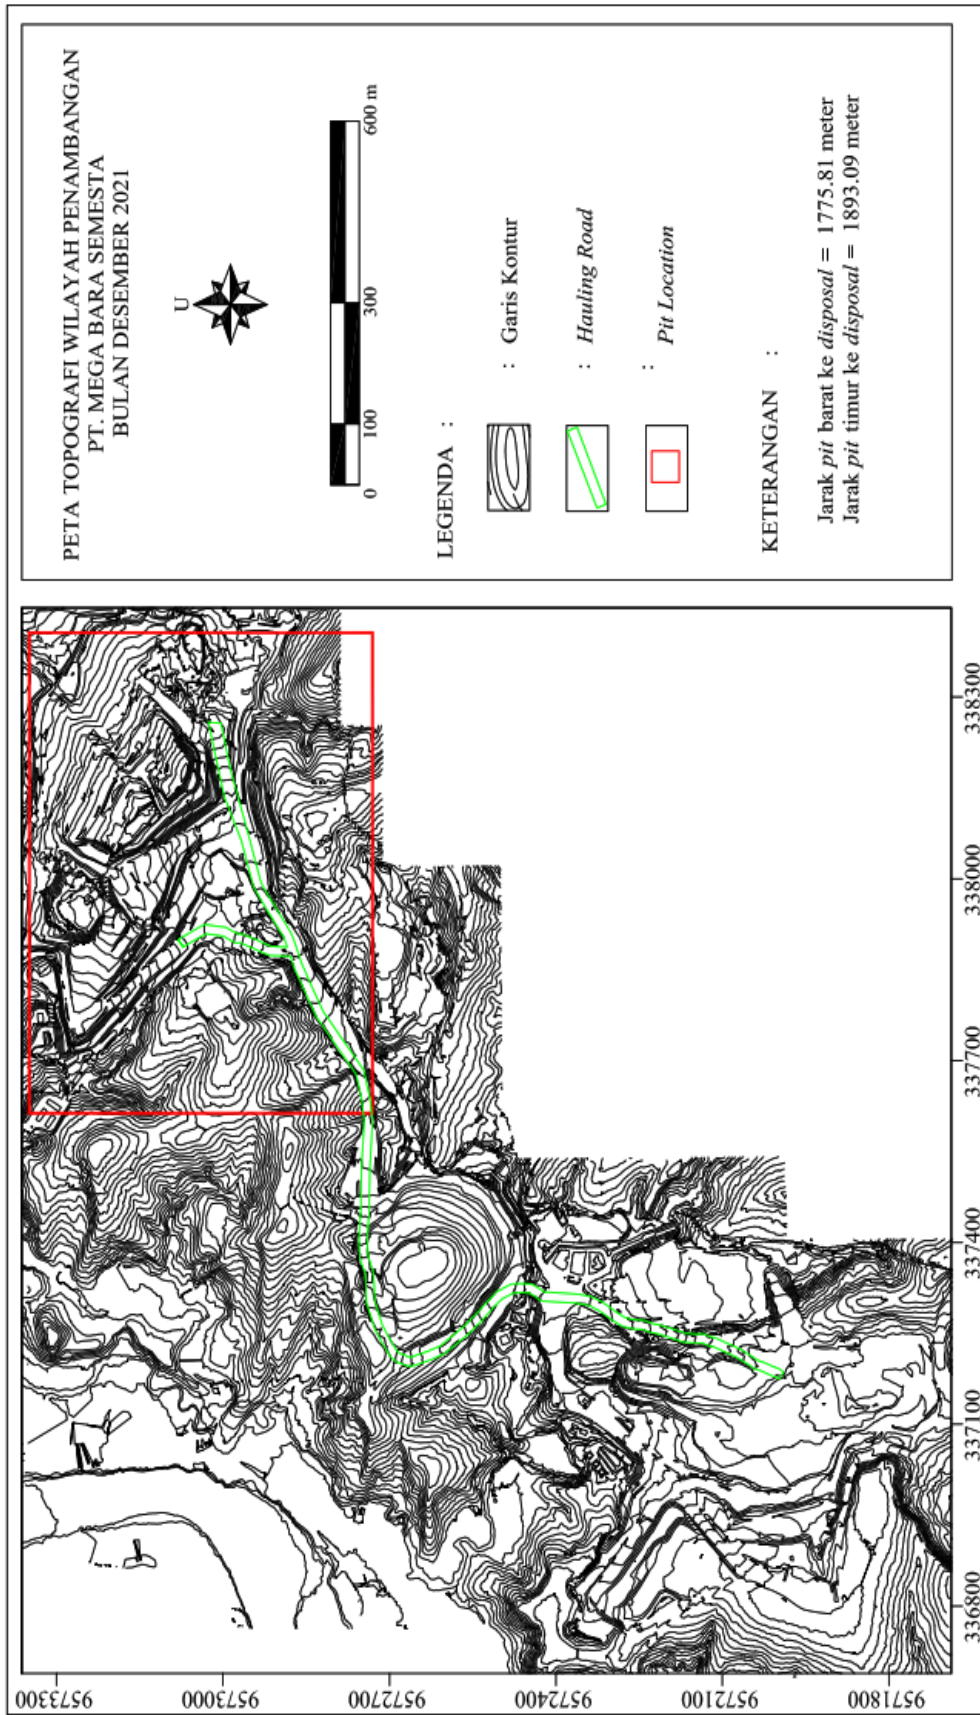 PETA TOPOGRAFI WILAYAH PENAMBANGAN
PT. MEGA BARA SEMESTA
BULAN DESEMBER 2021
U
0 100 300 600 m
LEGENDA :
: Garis Kontur
: Hauling Road
: Pit Location
KETERANGAN :
Jarak pit barat ke disposal = 1775.81 meter
Jarak pit timur ke disposal = 1893.09 meter
9573300
9573000
9572700
9572400
9572100
9571800
336800
337100
337400
337700
338000
338300